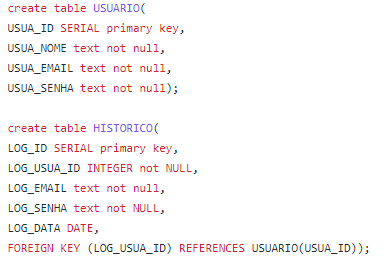 create table USUARIO(
USUA_ID SERIAL primary key,
USUA_NOME text not null,
USUA_EMAIL text not null,
USUA_SENHA text not null);
create table HISTORICO(
LOG_ID SERIAL primary key,
LOG_USUA_ID INTEGER not NULL,
LOG_EMAIL text not null,
LOG_SENHA text not NULL,
LOG_DATA DATE,
FOREIGN KEY (LOG_USUA_ID) REFERENCES USUARIO(USUA_ID));